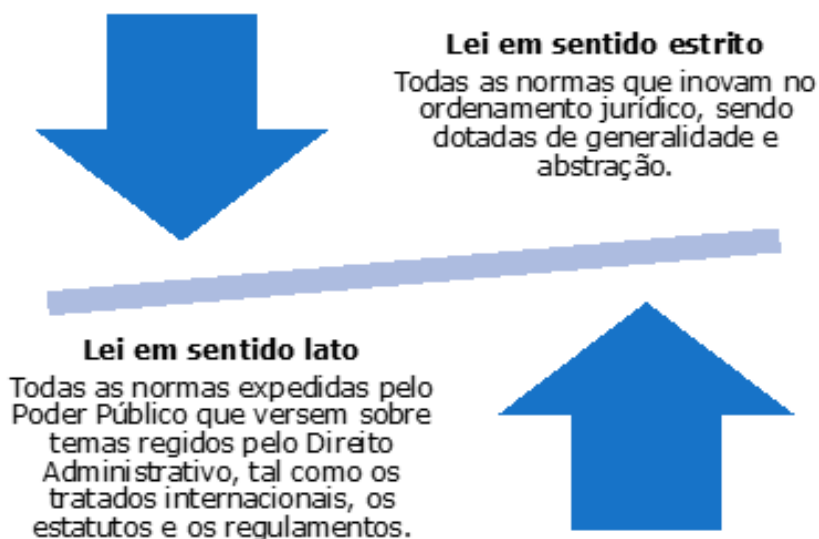 Lei em sentido estrito
Todas as normas que inovam no
ordenamento jurídico, sendo
dotadas de generalidade e
abstração.
Lei em sentido lato
Todas as normas expedidas pelo
Poder Público que versem sobre
temas regidos pelo Direito
Administrativo, tal como os
tratados internacionais, os
estatutos e os regulamentos.